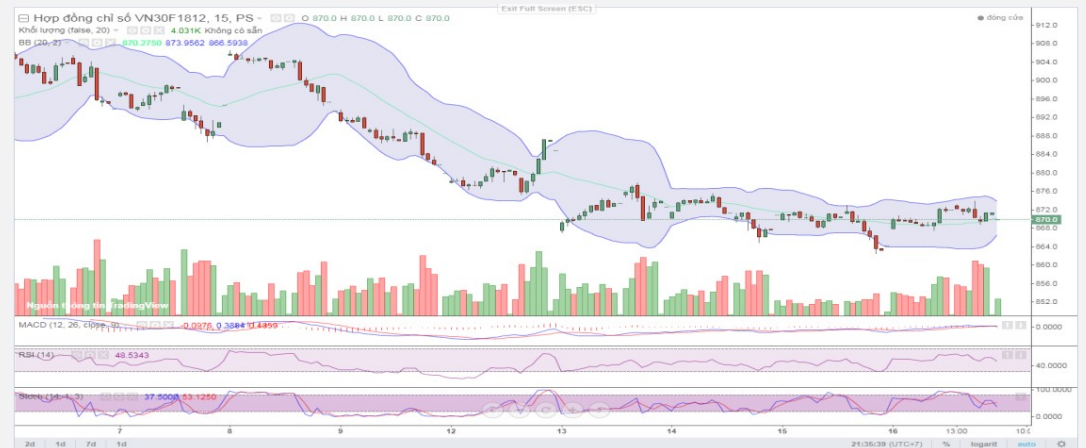 Exit Full Screen (ESC)
Hợp đồng chỉ số VN30F1812, 15, PS O 870.0 H 870.0 L 870.0 C 870.0
đóng cửa
Khối lượng (false, 20) 4.031K Không có sẵn
BB (20, 2) 870.2750 873.9562 866.5938
912.0
908.0
904.0
900.0
896.0
892.0
888.0
884.0
880.0
876.0
872.0
870.0
868.0
864.0
860.0
856.0
852.0
Nguồn thông tin TradingView
MACD (12, 26, close, 9) -0.0976 0.3884 0.4359
0.0000
RSI (14) 48.5343
40.0000
Stoch (14, 1, 3) 37.5000 53.1250
100.0000
0.0000
7 8 9 12 13 14 15 16 13:00 10:0
2d 1d 7d 1d 21:35:39 (UTC+7) % logarit auto